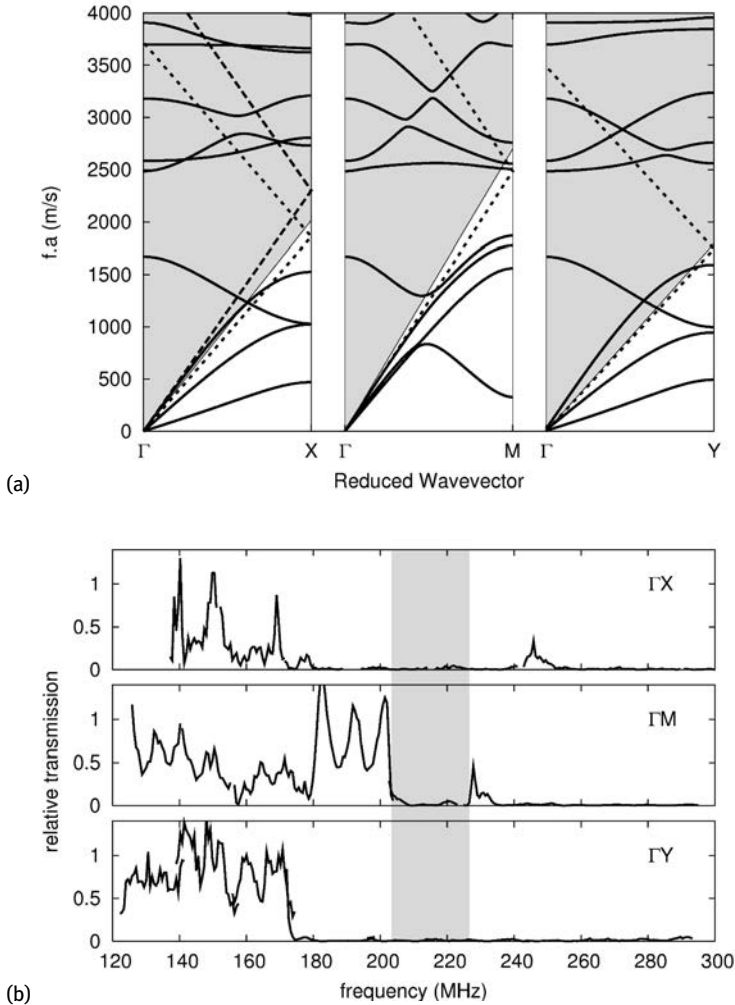 4000
3500
3000
2500
2000
1500
1000
500
0
f.a (m/s)
Γ X Γ M Γ Y
Reduced Wavevector
(a)
1
0.5
0
ΓX
1
0.5
0
ΓM
1
0.5
0
ΓY
relative transmission
120 140 160 180 200 220 240 260 280 300
frequency (MHz)
(b)